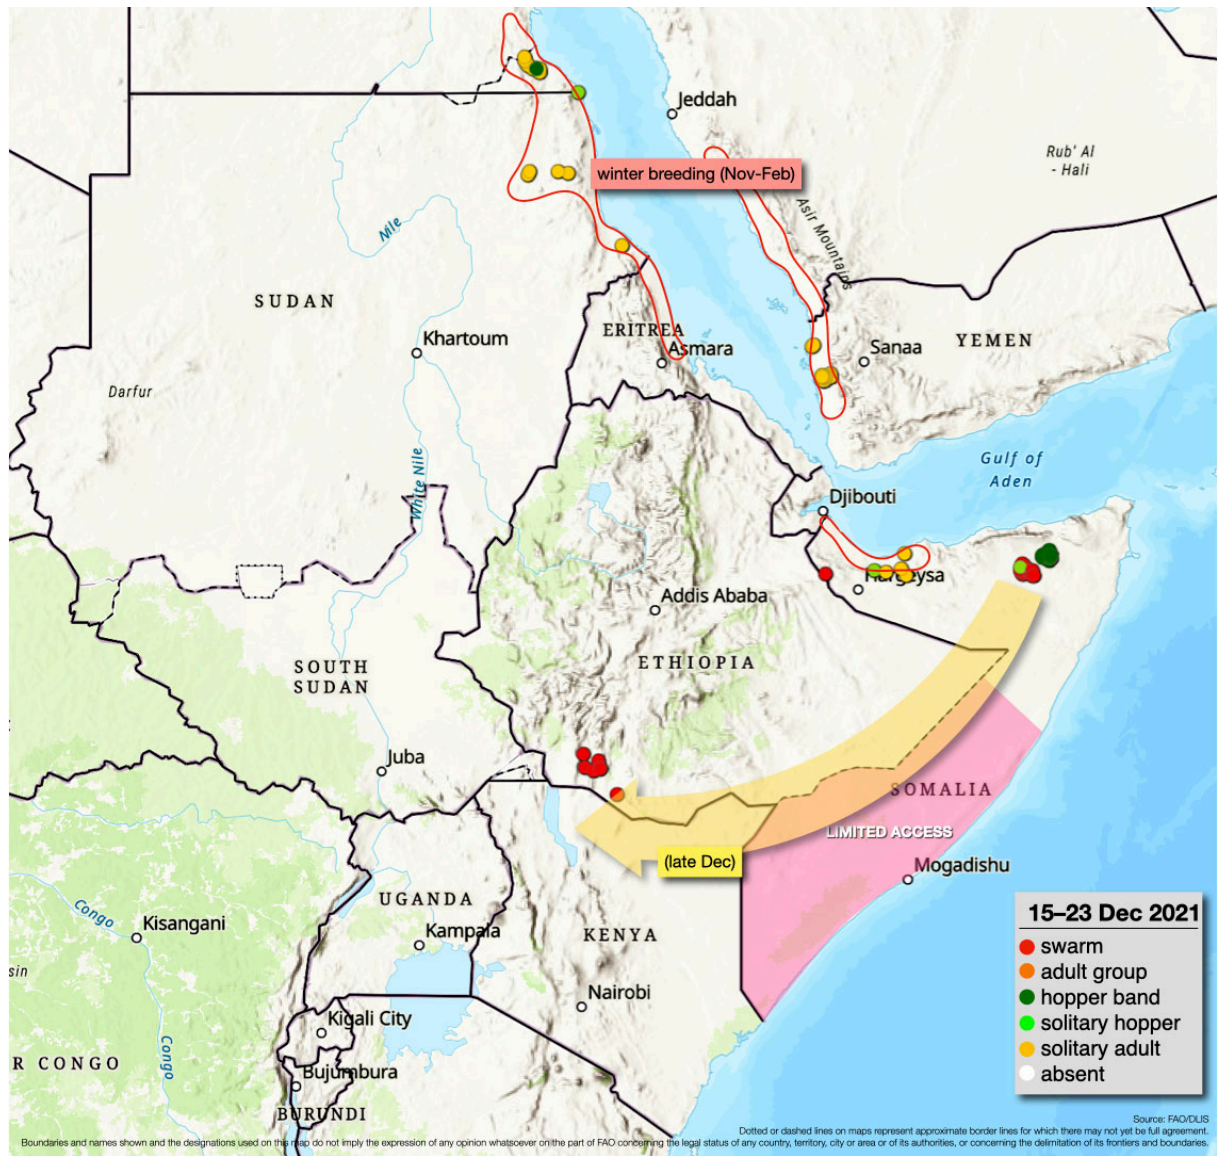 Jeddah
Rub' Al
- Hali
winter breeding (Nov-Feb)
Asir Mountains
Nile
SUDAN
ERITREA
YEMEN
Khartoum
Asmara
Sanaa
Darfur
White Nile
Gulf of
Aden
Djibouti
Hargeysa
Addis Ababa
ETHIOPIA
SOUTH
SUDAN
Juba
SOMALIA
LIMITED ACCESS
(late Dec)
Mogadishu
UGANDA
Congo
Kisangani
Kampala
KENYA
sin
Nairobi
Kigali City
R CONGO
Congo
Bujumbura
BURUNDI
15–23 Dec 2021
swarm
adult group
hopper band
solitary hopper
solitary adult
absent
Source: FAO/DLIS
Dotted or dashed lines on maps represent approximate border lines for which there may not yet be full agreement.
Boundaries and names shown and the designations used on this map do not imply the expression of any opinion whatsoever on the part of FAO concerning the legal status of any country, territory, city or area or of its authorities, or concerning the delimitation of its frontiers and boundaries.